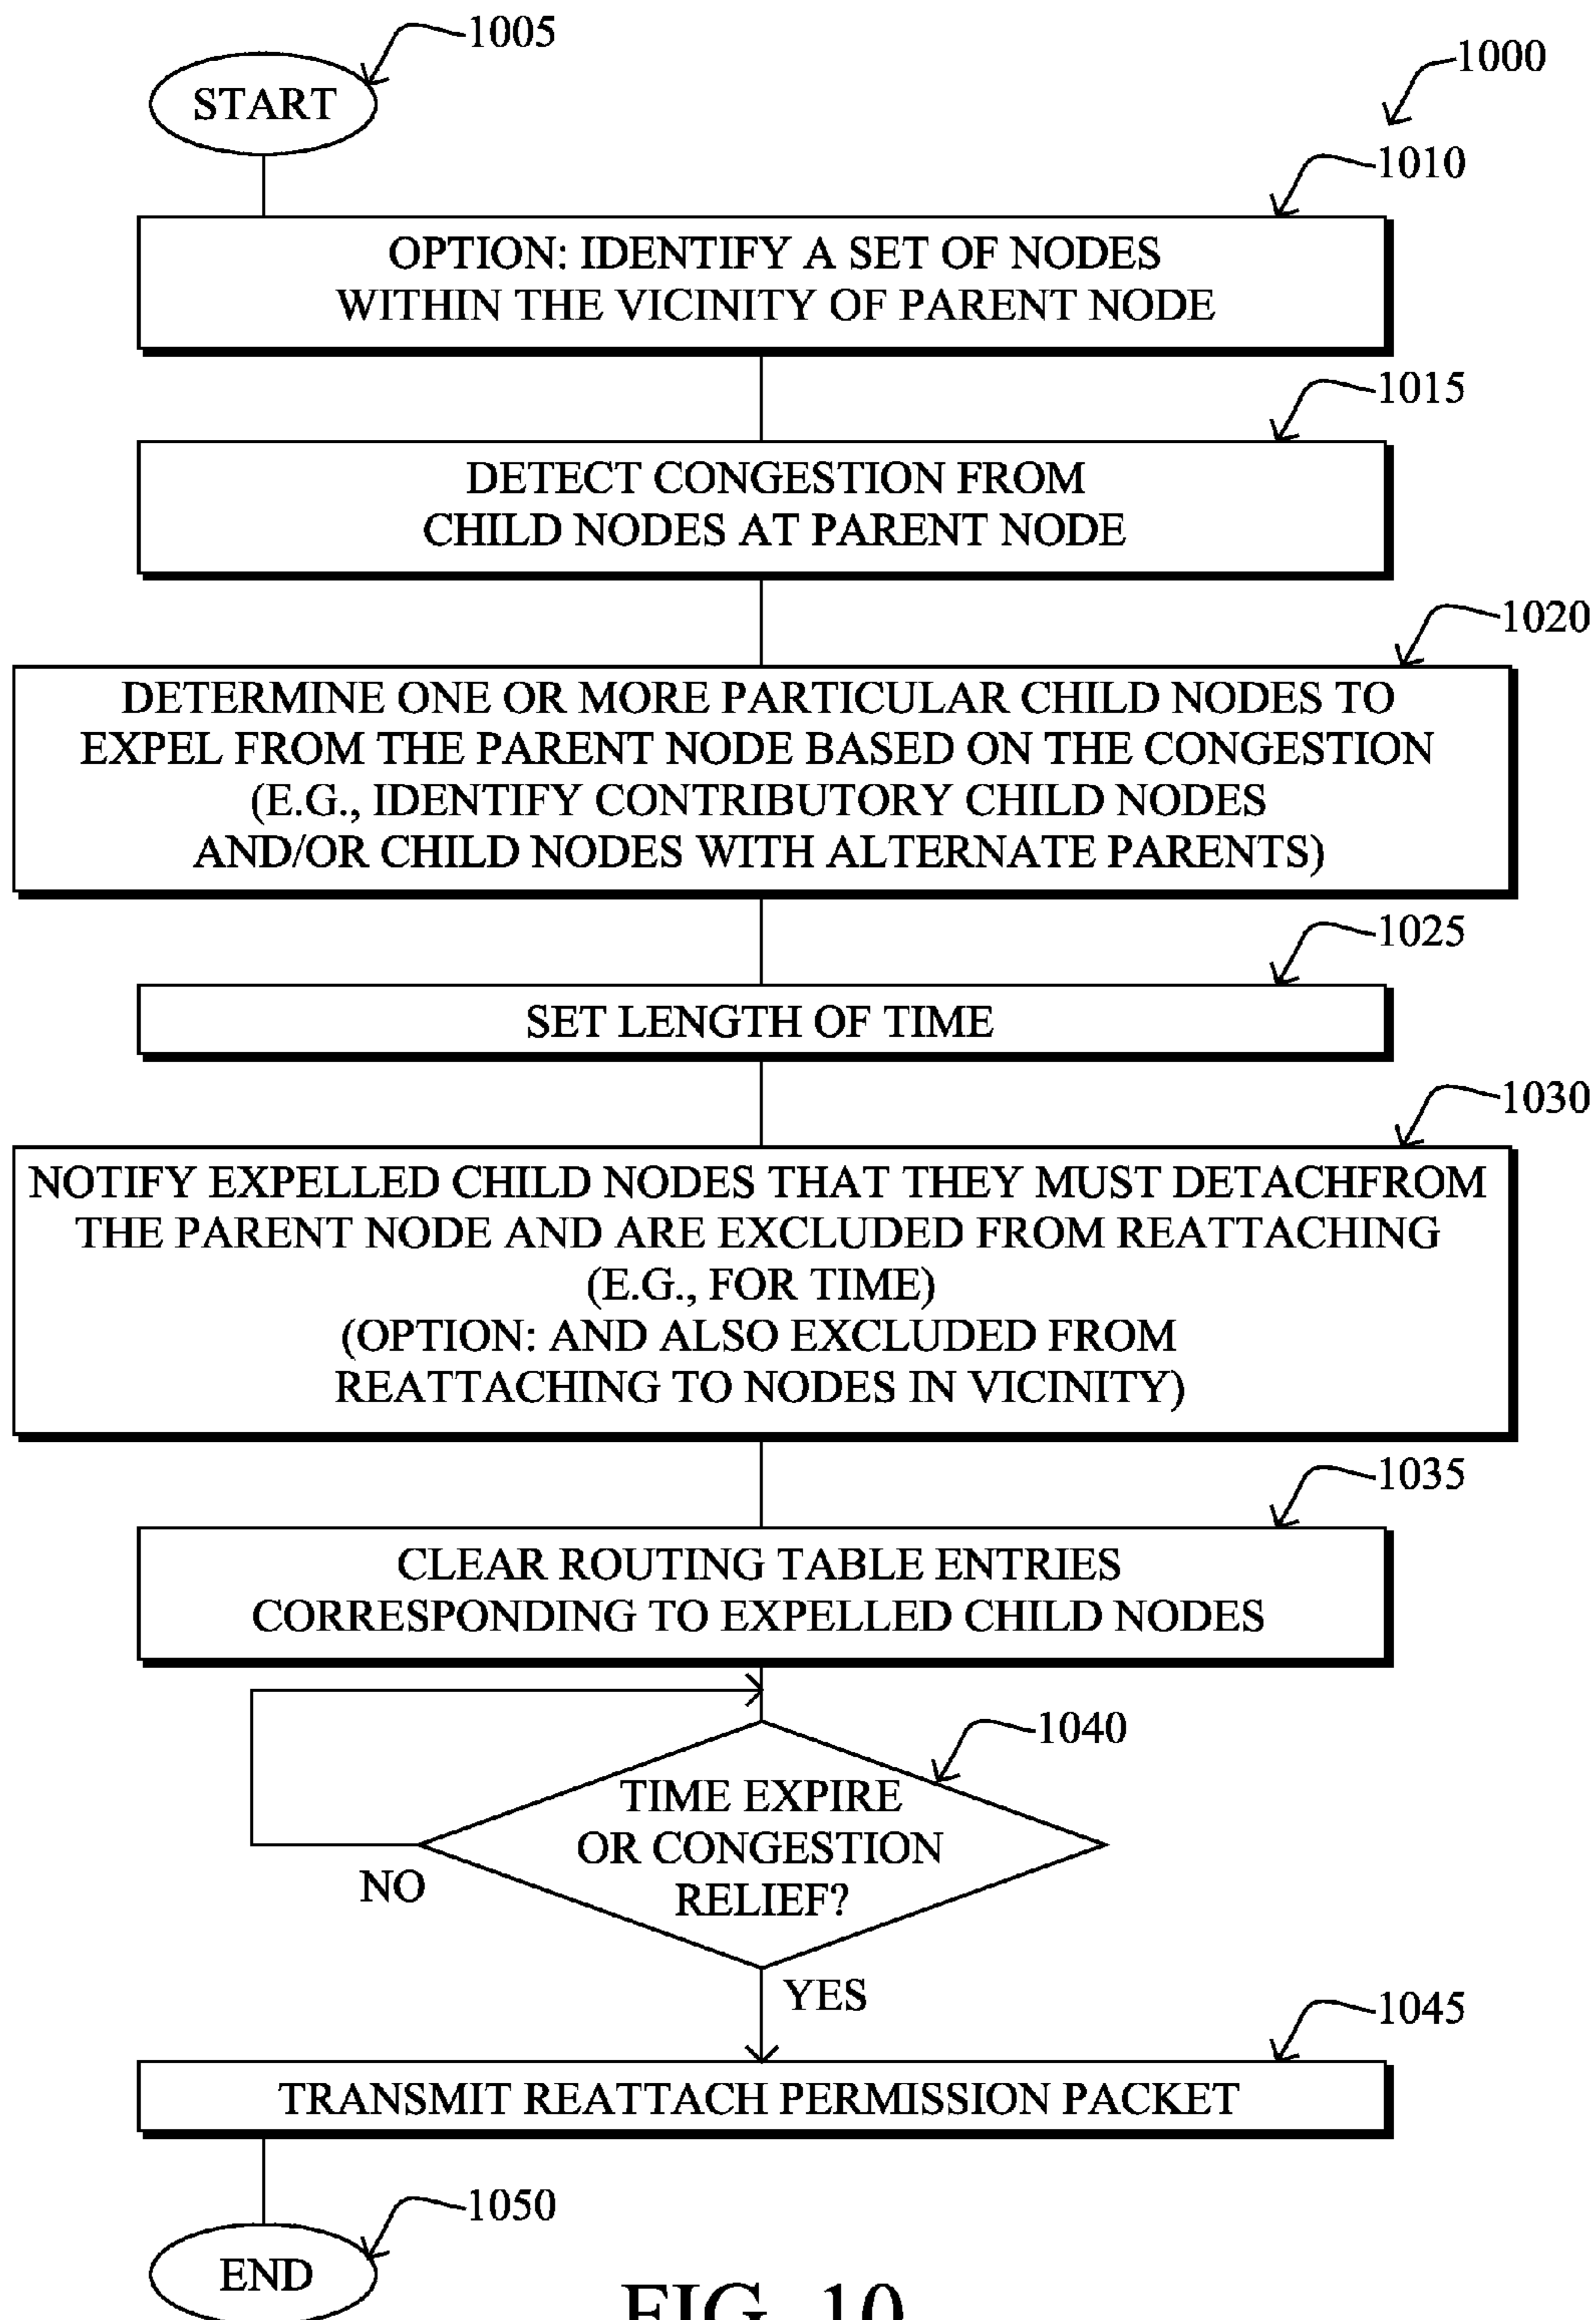 1005
START
1000
1010
OPTION: IDENTIFY A SET OF NODES
WITHIN THE VICINITY OF PARENT NODE
1015
DETECT CONGESTION FROM
CHILD NODES AT PARENT NODE
1020
DETERMINE ONE OR MORE PARTICULAR CHILD NODES TO
EXPEL FROM THE PARENT NODE BASED ON THE CONGESTION
(E.G., IDENTIFY CONTRIBUTORY CHILD NODES
AND/OR CHILD NODES WITH ALTERNATE PARENTS)
1025
SET LENGTH OF TIME
1030
NOTIFY EXPELLED CHILD NODES THAT THEY MUST DETACHFROM
THE PARENT NODE AND ARE EXCLUDED FROM REATTACHING
(E.G., FOR TIME)
(OPTION: AND ALSO EXCLUDED FROM
REATTACHING TO NODES IN VICINITY)
1035
CLEAR ROUTING TABLE ENTRIES
CORRESPONDING TO EXPELLED CHILD NODES
1040
TIME EXPIRE
OR CONGESTION
RELIEF?
NO
YES
1045
TRANSMIT REATTACH PERMISSION PACKET
1050
END
FIG. 10